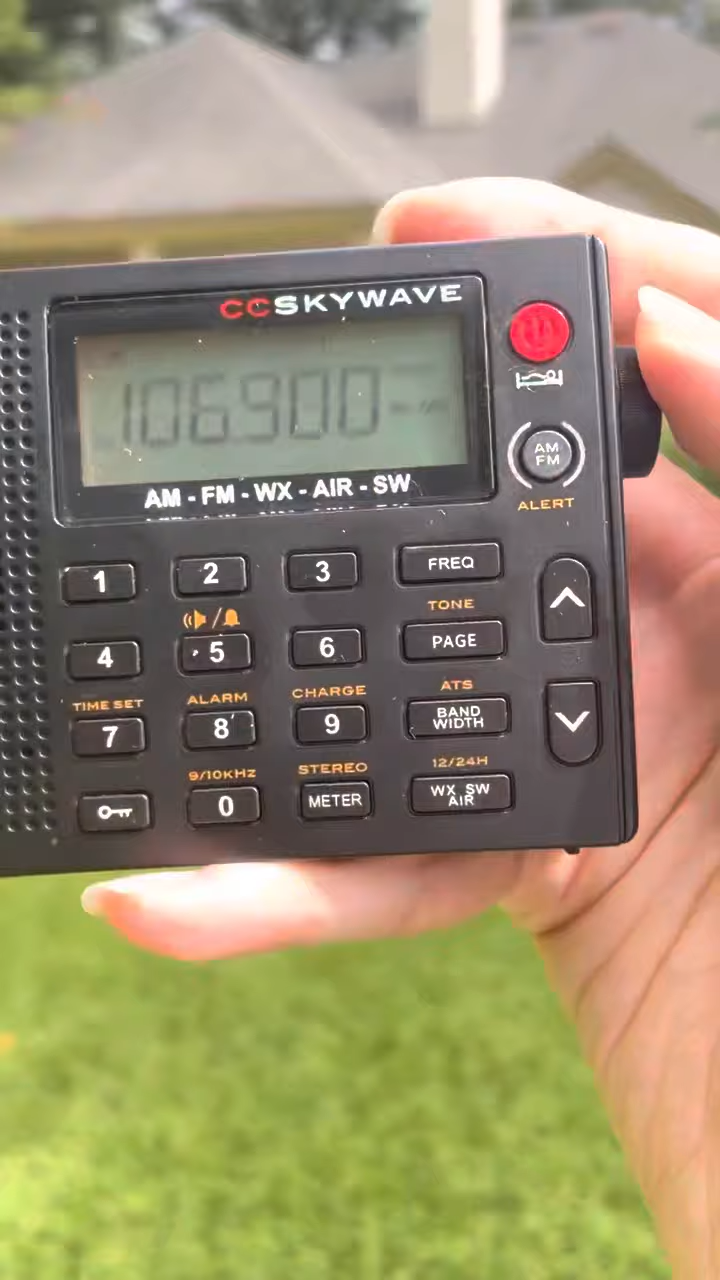 CCSKYWAVE
106.900
AM - FM - WX - AIR - SW
AM
FM
ALERT
1
2
3
FREQ
TONE
4
5
6
PAGE
TIME SET
ALARM
CHARGE
ATS
7
8
9
BAND
WIDTH
9/10KHZ
STEREO
12/24H
0
METER
WX SW
AIR